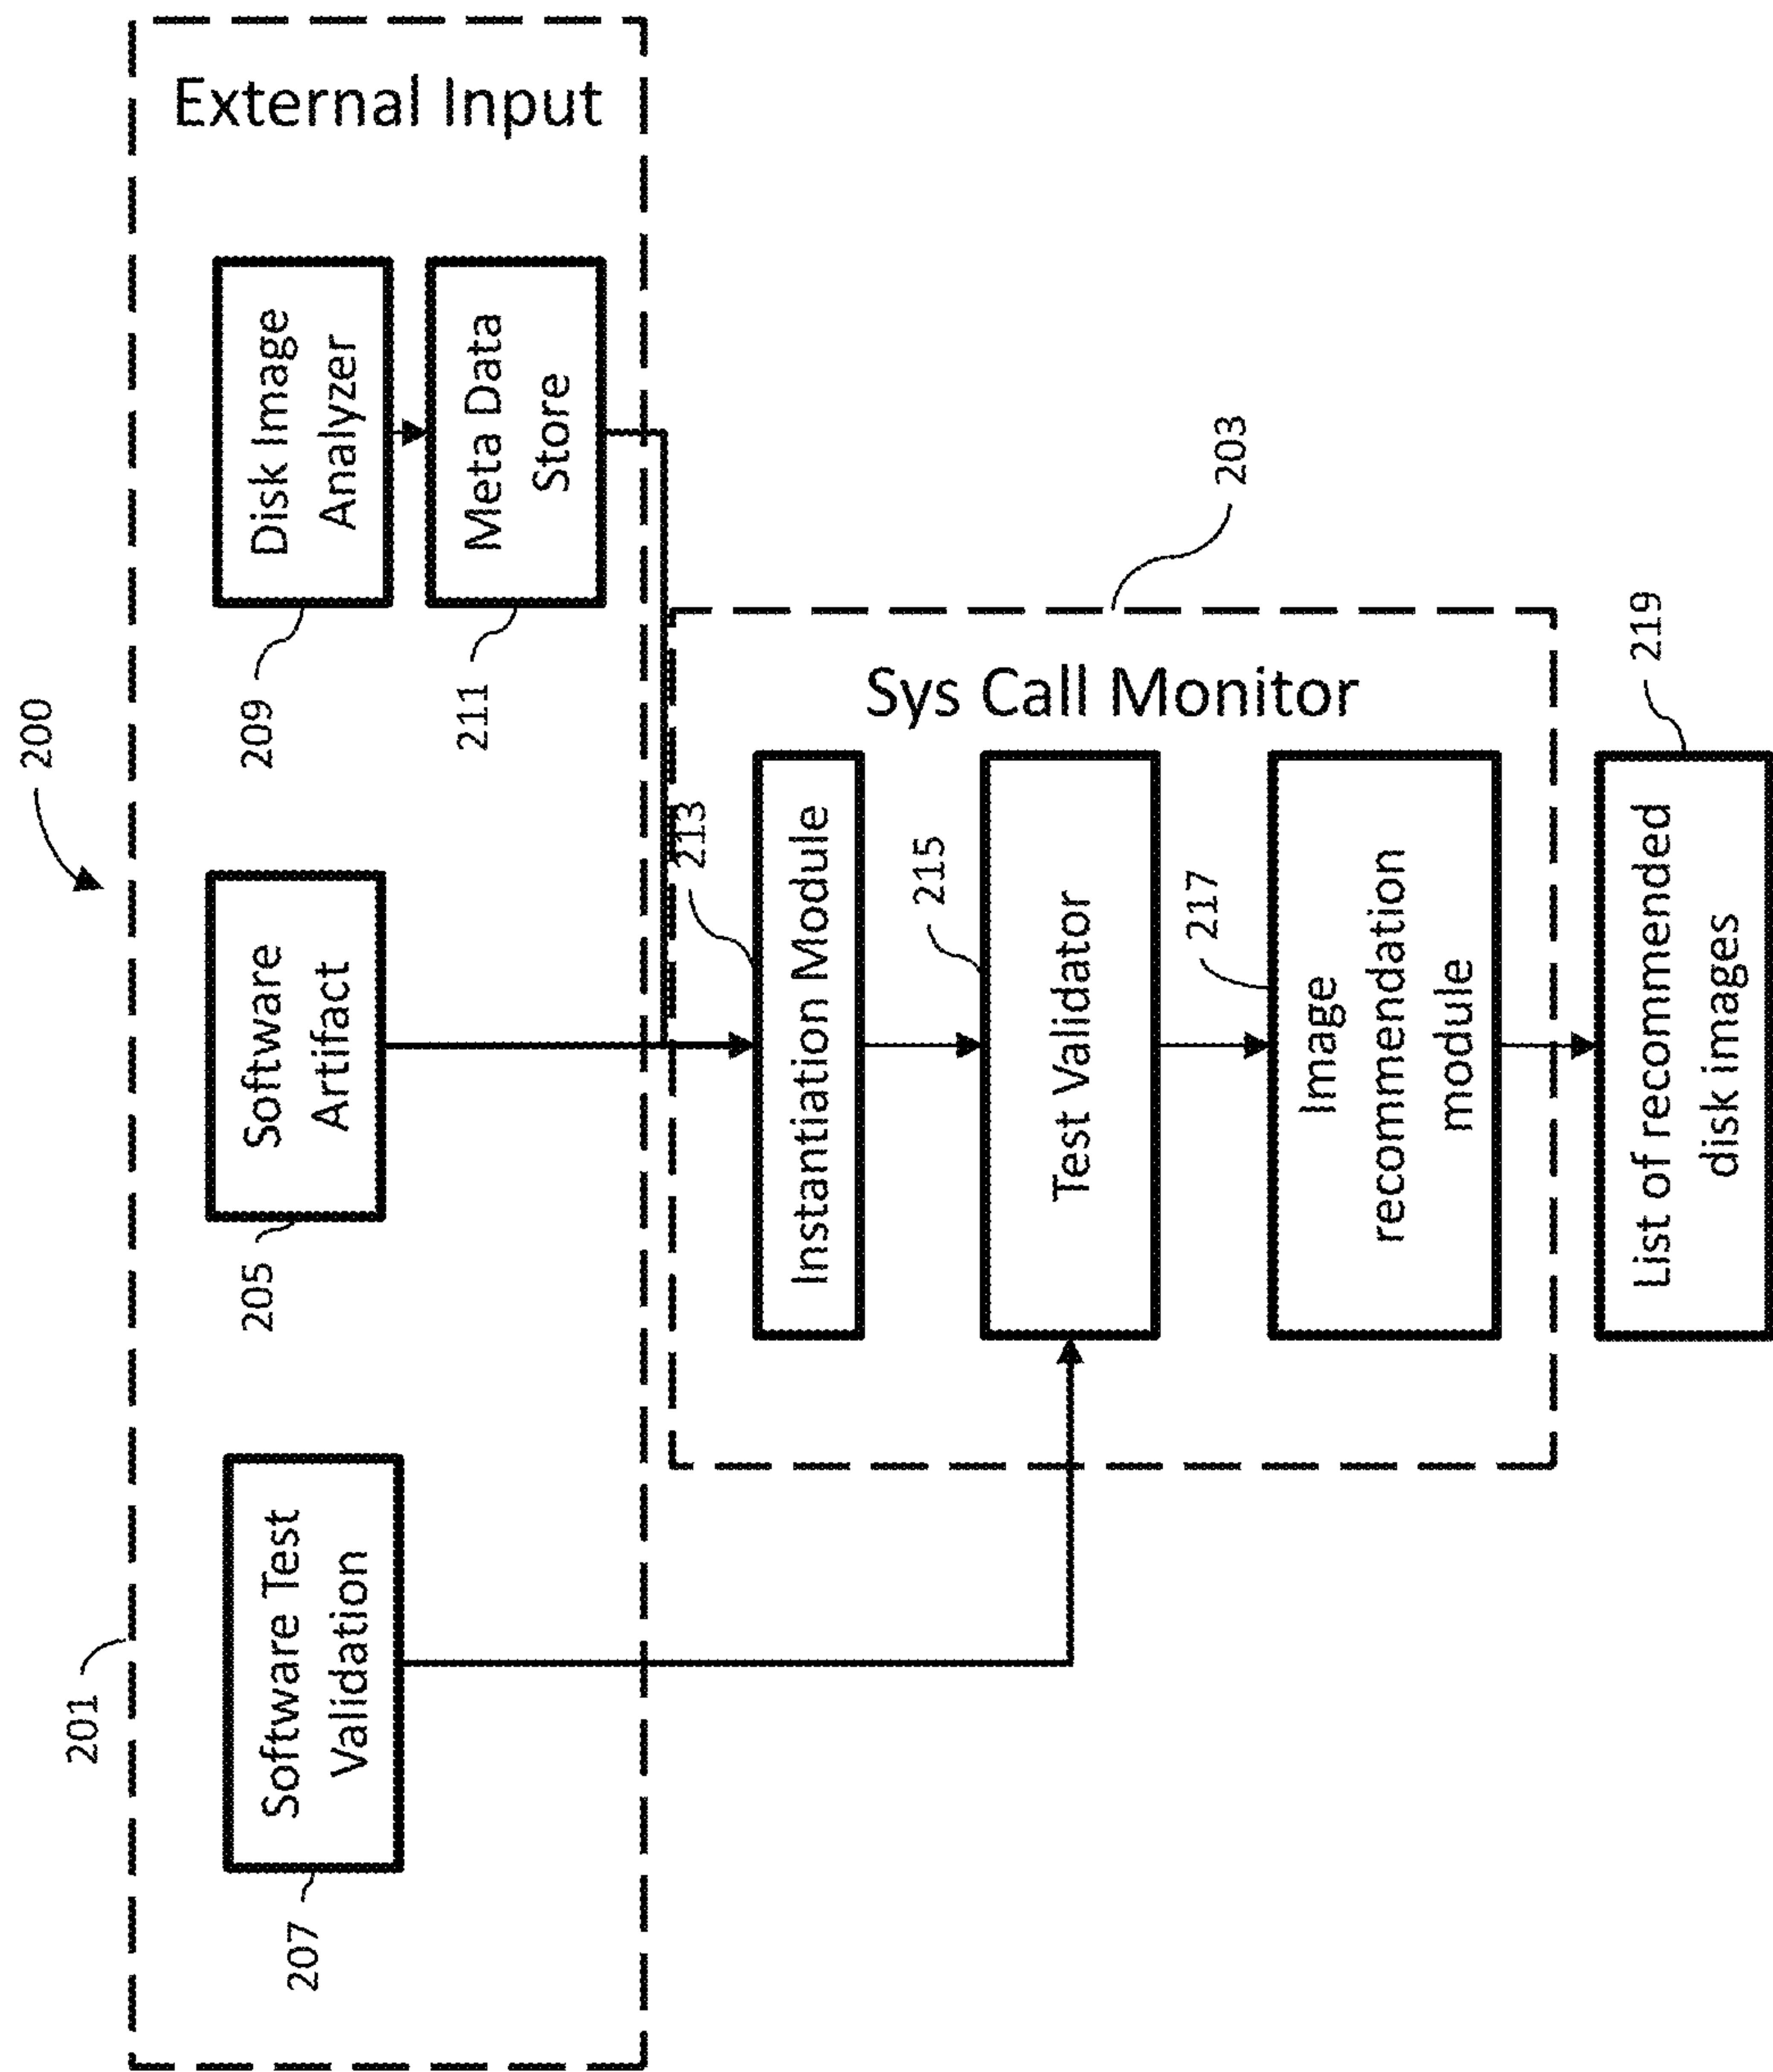 200
201
External Input
207
Software Test
Validation
205
Software
Artifact
209
Disk Image
Analyzer
211
Meta Data
Store
203
Sys Call Monitor
213
Instantiation Module
215
Test Validator
217
Image
recommendation
module
219
List of recommended
disk images